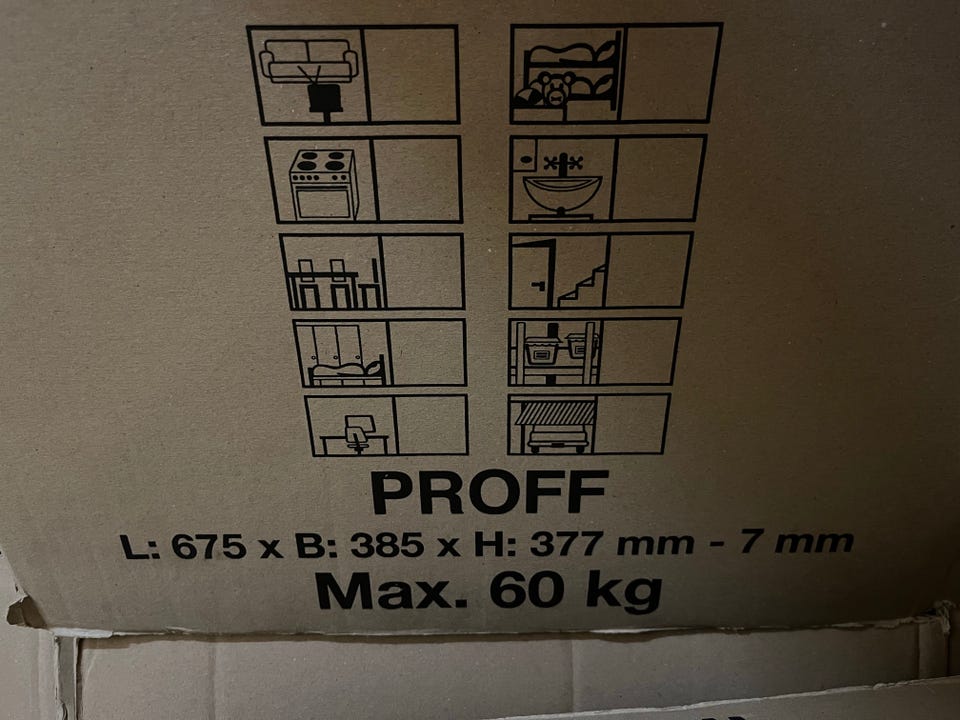 PROFF
L: 675 x B: 385 x H: 377 mm - 7 mm
Max. 60 kg